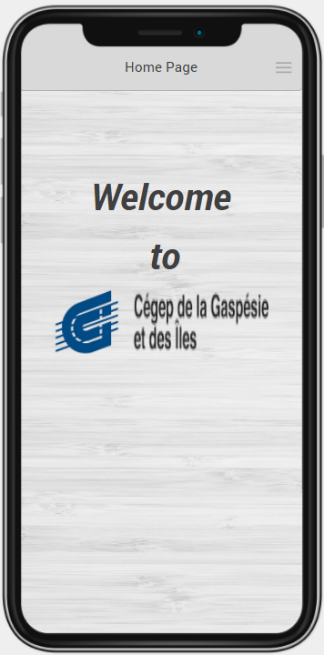 Home Page
Welcome
to
Cégep de la Gaspésie
et des Îles